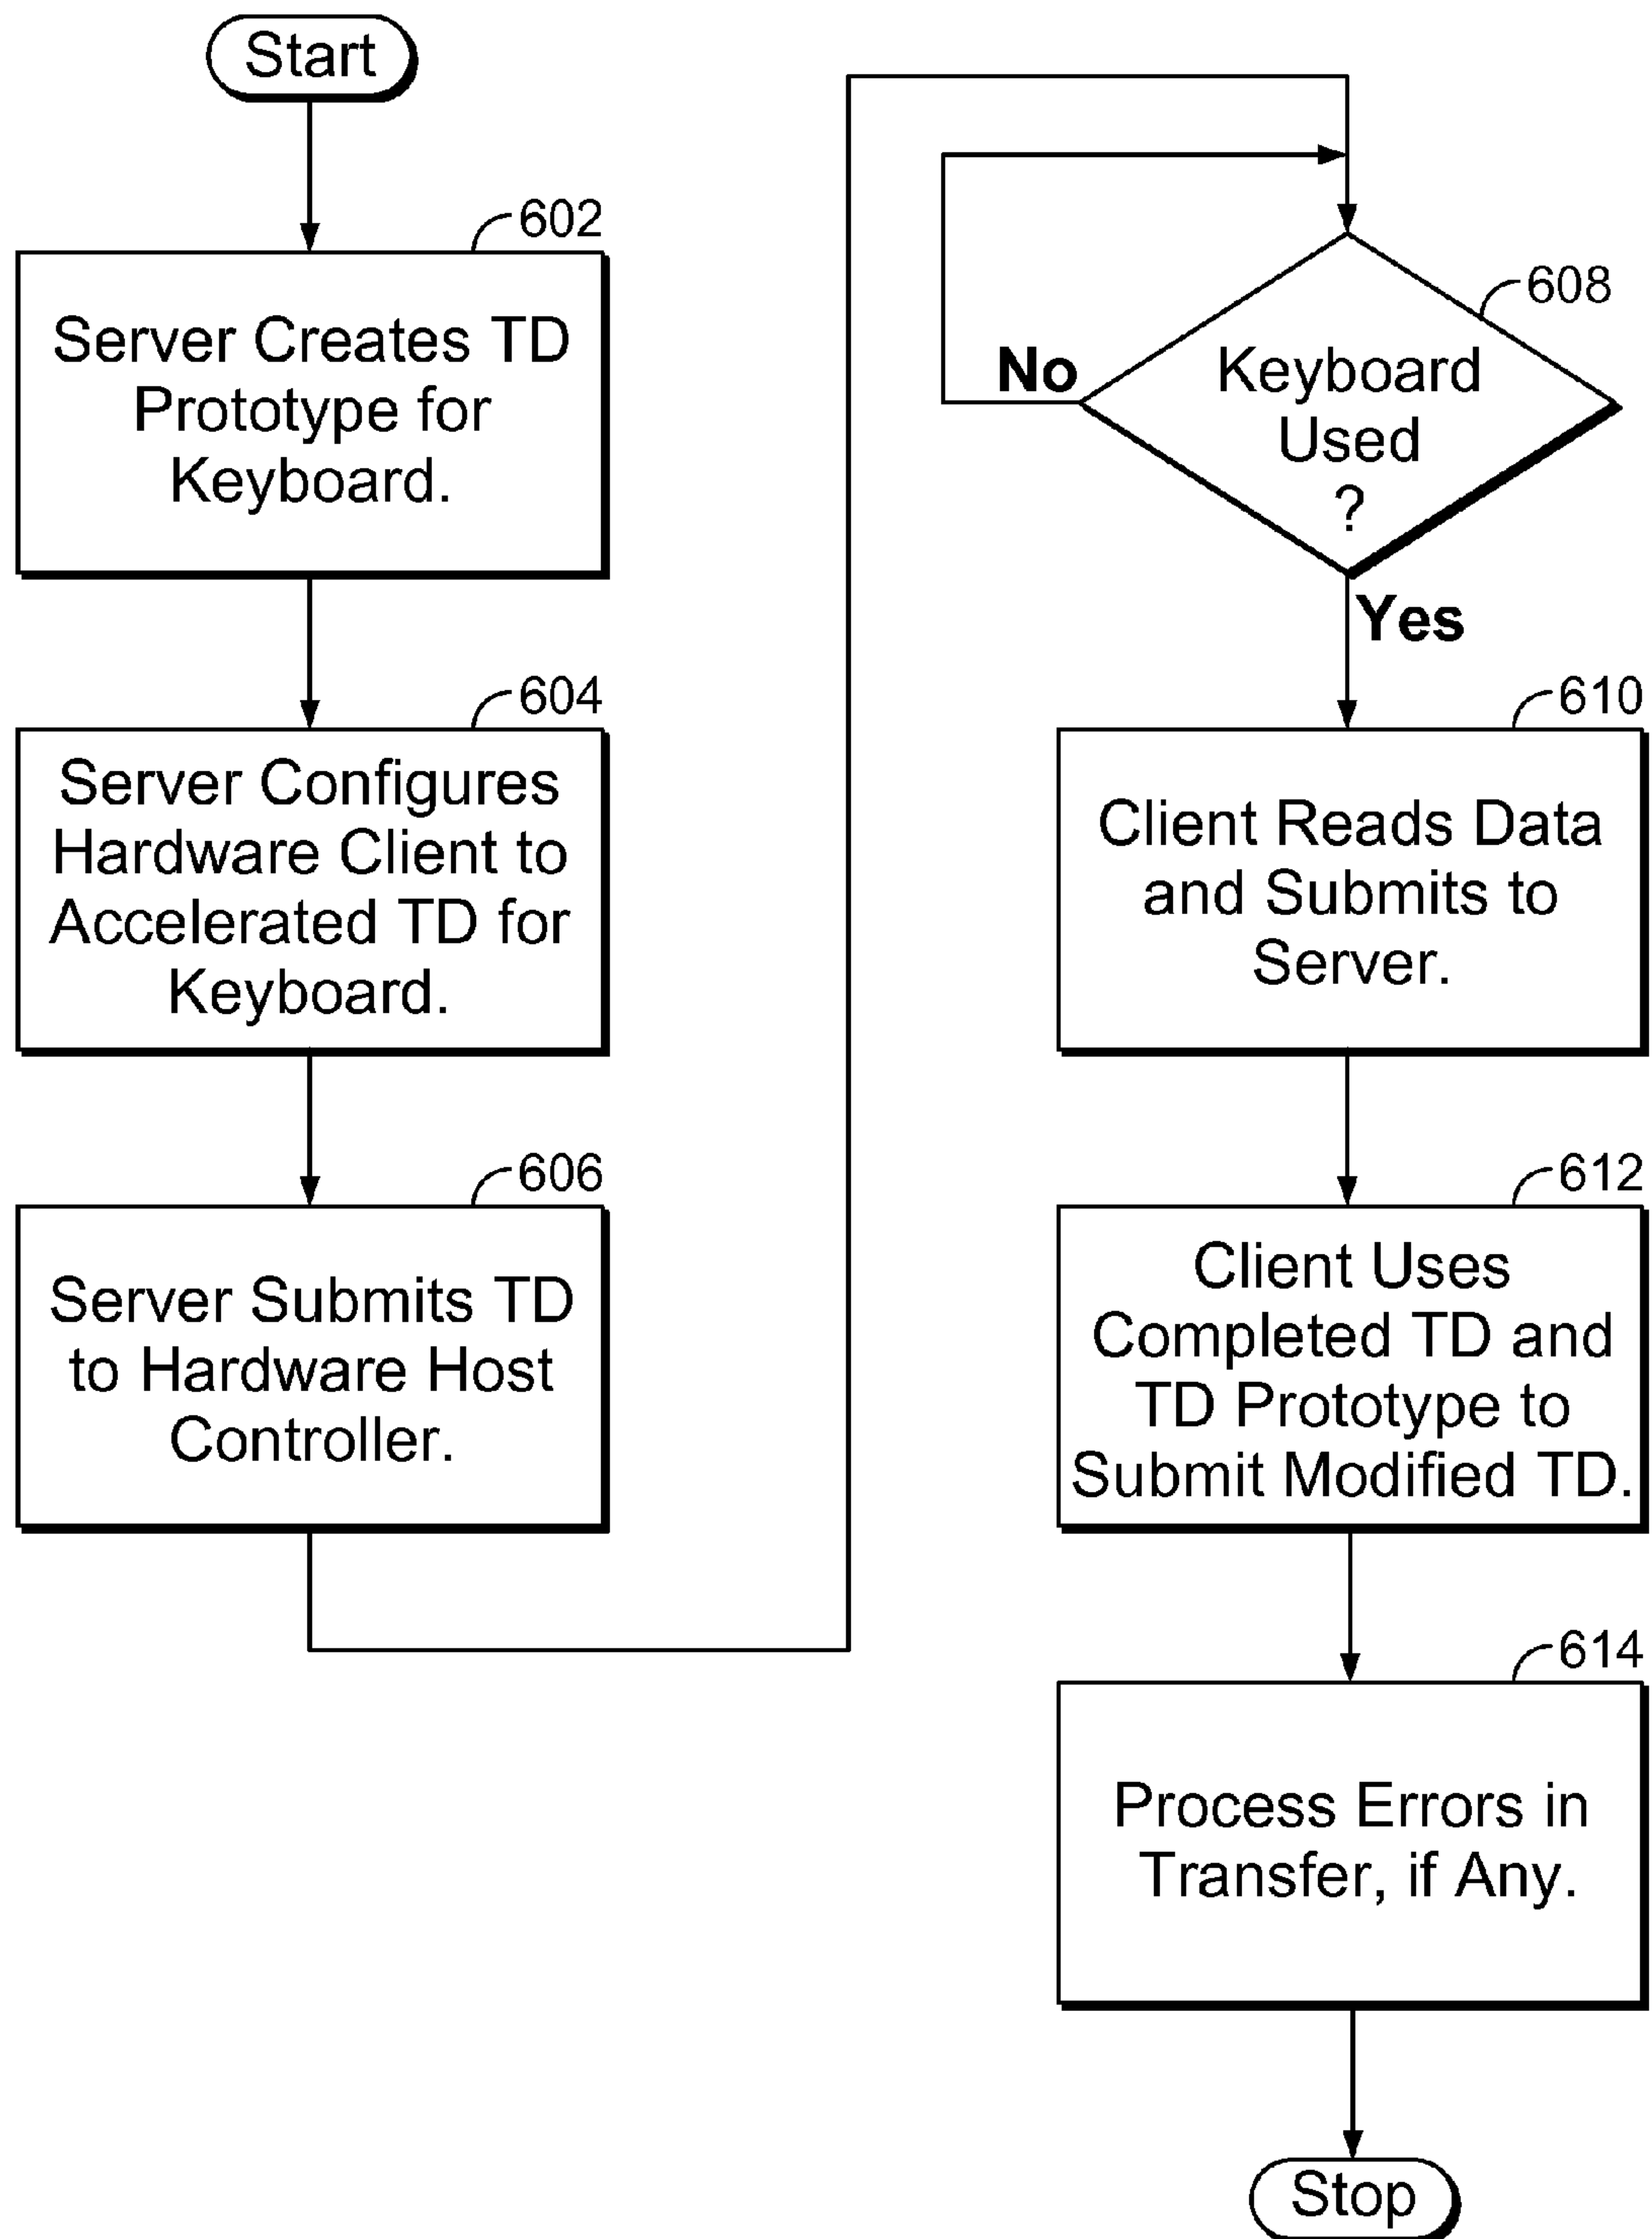 Start
602
Server Creates TD
Prototype for
Keyboard.
604
Server Configures
Hardware Client to
Accelerated TD for
Keyboard.
606
Server Submits TD
to Hardware Host
Controller.
608
Keyboard
Used
?
No
Yes
610
Client Reads Data
and Submits to
Server.
612
Client Uses
Completed TD and
TD Prototype to
Submit Modified TD.
614
Process Errors in
Transfer, if Any.
Stop